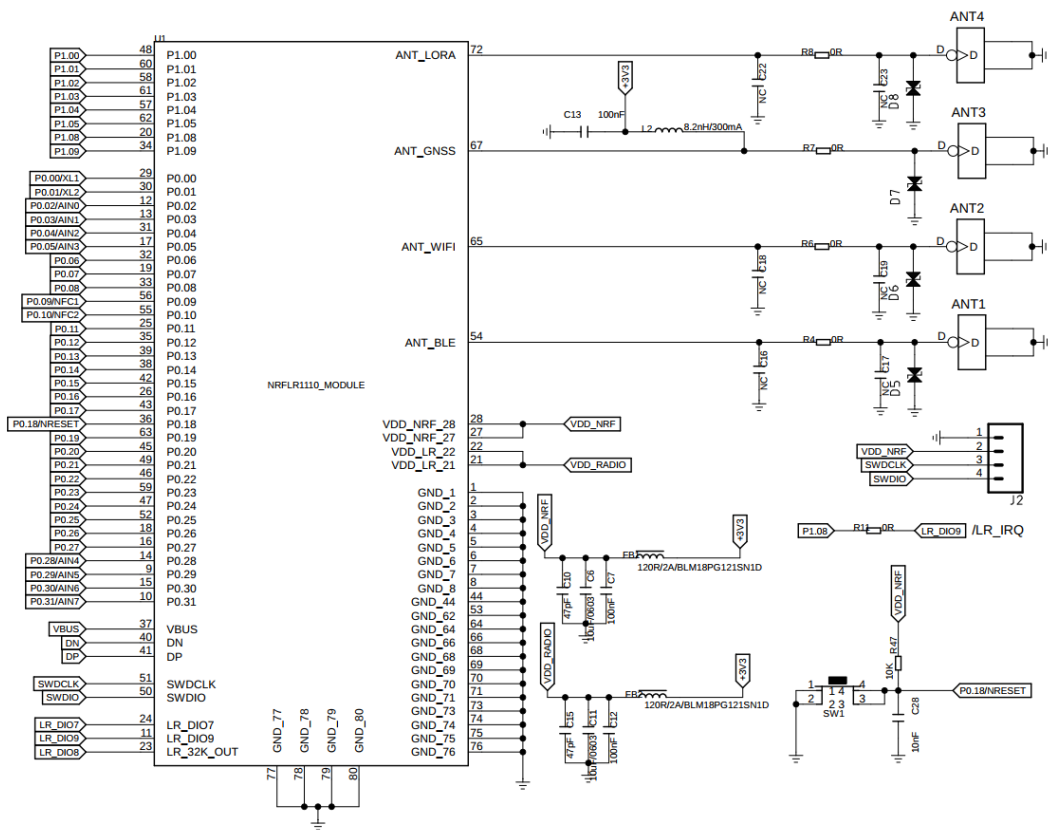 U1
NRFLR1110_MODULE
P1.00 48 P1.00
P1.01 60 P1.01
P1.02 58 P1.02
P1.03 61 P1.03
P1.04 57 P1.04
P1.05 62 P1.05
P1.08 20 P1.08
P1.09 34 P1.09
P0.00/XL1 29 P0.00
P0.01/XL2 30 P0.01
P0.02/AIN0 12 P0.02
P0.03/AIN1 13 P0.03
P0.04/AIN2 31 P0.04
P0.05/AIN3 17 P0.05
P0.06 32 P0.06
P0.07 19 P0.07
P0.08 33 P0.08
P0.09/NFC1 56 P0.09
P0.10/NFC2 55 P0.10
P0.11 25 P0.11
P0.12 35 P0.12
P0.13 39 P0.13
P0.14 38 P0.14
P0.15 42 P0.15
P0.16 26 P0.16
P0.17 43 P0.17
P0.18/NRESET 36 P0.18
P0.19 63 P0.19
P0.20 45 P0.20
P0.21 49 P0.21
P0.22 46 P0.22
P0.23 59 P0.23
P0.24 47 P0.24
P0.25 52 P0.25
P0.26 18 P0.26
P0.27 16 P0.27
P0.28/AIN4 14 P0.28
P0.29/AIN5 9 P0.29
P0.30/AIN6 15 P0.30
P0.31/AIN7 10 P0.31
VBUS 37 VBUS
DN 40 DN
DP 41 DP
SWDCLK 51 SWDCLK
SWDIO 50 SWDIO
LR_DIO7 24 LR_DIO7
LR_DIO9 11 LR_DIO9
LR_DIO8 23 LR_32K_OUT
GND_77 77
GND_78 78
GND_79 79
GND_80 80
ANT_LORA 72
ANT_GNSS 67
ANT_WIFI 65
ANT_BLE 54
VDD_NRF_28 28 VDD_NRF
VDD_NRF_27 27
VDD_LR_22 22
VDD_LR_21 21 VDD_RADIO
GND_1 1
GND_2 2
GND_3 3
GND_4 4
GND_5 5
GND_6 6
GND_7 7
GND_8 8
GND_44 44
GND_62 53
GND_64 64
GND_66 66
GND_68 68
GND_69 69
GND_70 70
GND_71 71
GND_73 73
GND_74 74
GND_75 75
GND_76 76
C22 NC
R8 0R
C23 NC
D8
D D
ANT4
+3V3
C13 100nF
L2 8.2nH/300mA
R7 0R
D7
D D
ANT3
C18 NC
R6 0R
C19 NC
D6
D D
ANT2
C16 NC
R4 0R
C17 NC
D5
D D
ANT1
1
VDD_NRF 2
SWDCLK 3
SWDIO 4
J2
P1.08 R11 0R LR_DIO9 /LR_IRQ
VDD_NRF
+3V3
120R/2A/BLM18PG121SN1D
C10 47pF
C6 10uF/0603
C7 100nF
VDD_RADIO
+3V3
120R/2A/BLM18PG121SN1D
C15 47pF
C11 10uF/0603
C12 100nF
VDD_NRF
R47 10K
1 1 4 4
2 2 3 3
SW1
C28 10nF
P0.18/NRESET